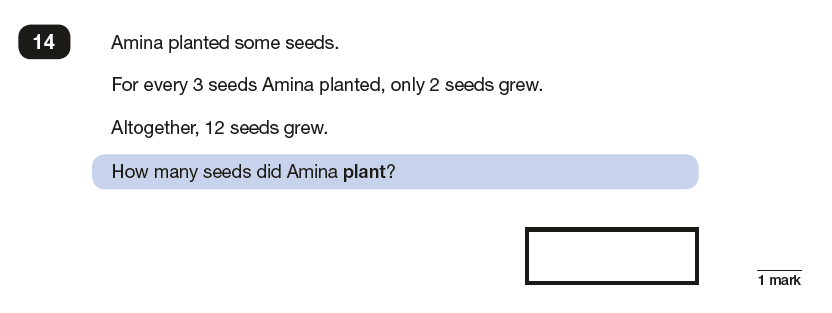 14
Amina planted some seeds.
For every 3 seeds Amina planted, only 2 seeds grew.
Altogether, 12 seeds grew.
How many seeds did Amina plant?
1 mark